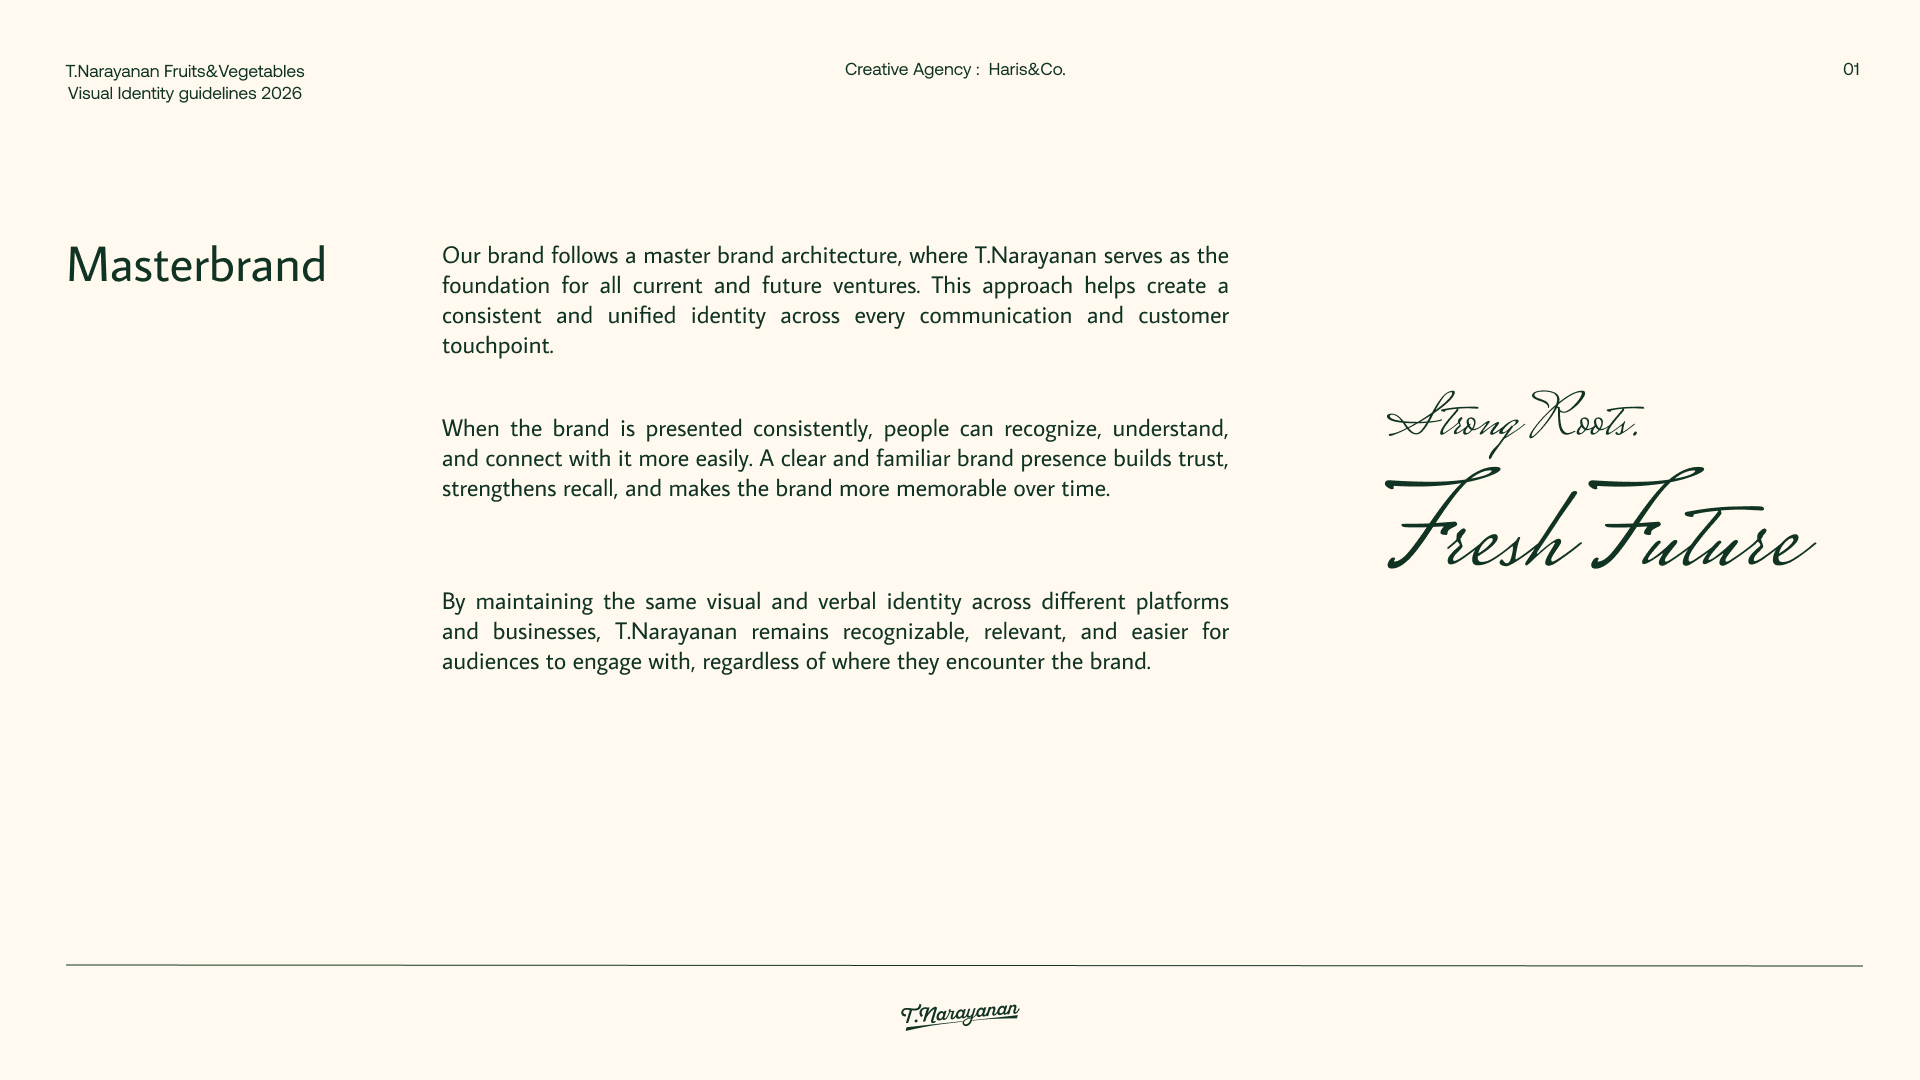 T.Narayanan Fruits&Vegetables
Visual Identity guidelines 2026
Creative Agency : Haris&Co.
01
Masterbrand
Our brand follows a master brand architecture, where T.Narayanan serves as the
foundation for all current and future ventures. This approach helps create a
consistent and unified identity across every communication and customer
touchpoint.
When the brand is presented consistently, people can recognize, understand,
and connect with it more easily. A clear and familiar brand presence builds trust,
strengthens recall, and makes the brand more memorable over time.
By maintaining the same visual and verbal identity across different platforms
and businesses, T.Narayanan remains recognizable, relevant, and easier for
audiences to engage with, regardless of where they encounter the brand.
Strong Roots.
Fresh Future
T.Narayanan